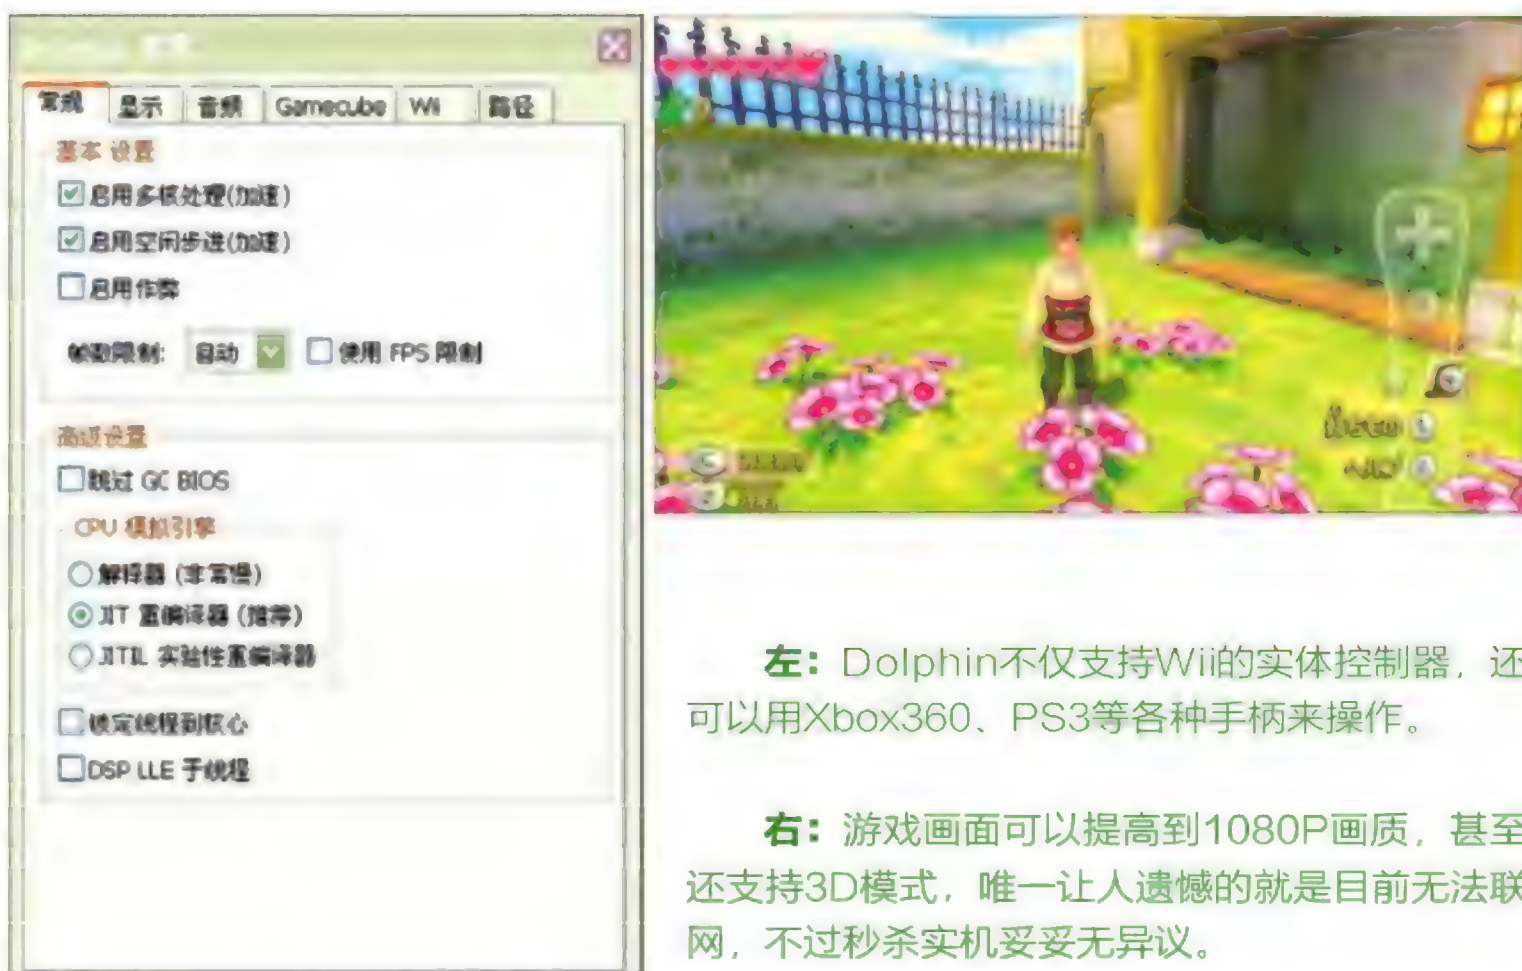 常规 显示 音频 Gamecube Wii 路径
基本 设置
启用多核处理(加速)
启用空闲步进(加速)
启用作弊
帧数限制: 自动 使用 FPS 限制
高级设置
跳过 GC BIOS
CPU 模拟引擎
解释器 (非常慢)
JIT 重编译器 (推荐)
JITIL 实验性重编译器
锁定线程到核心
DSP LLE 于线程
左：Dolphin不仅支持Wii的实体控制器，还
可以用Xbox360、PS3等各种手柄来操作。
右：游戏画面可以提高到1080P画质，甚至
还支持3D模式，唯一让人遗憾的就是目前无法联
网，不过秒杀实机妥妥无异议。